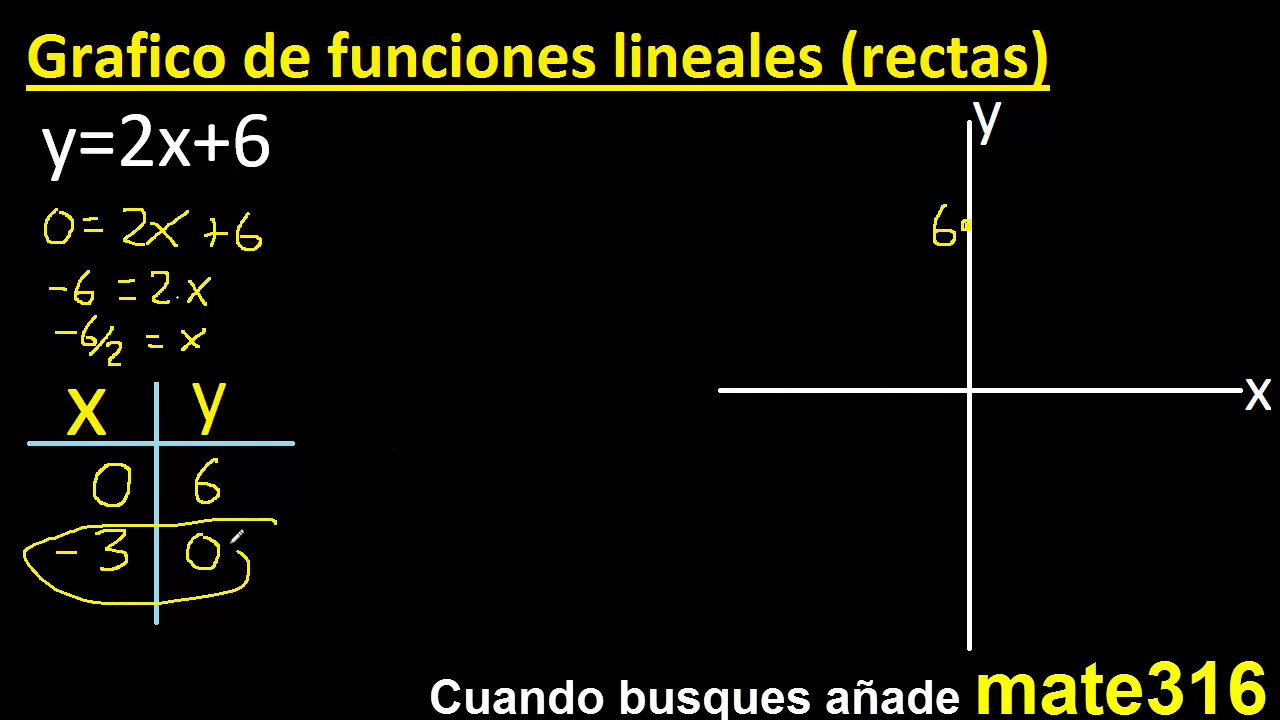 Grafico de funciones lineales (rectas)
y=2x+6
0 = 2x + 6
-6 = 2.x
-6/2 = x
x y
0 6
-3 0
y
6
x
Cuando busques añade mate316